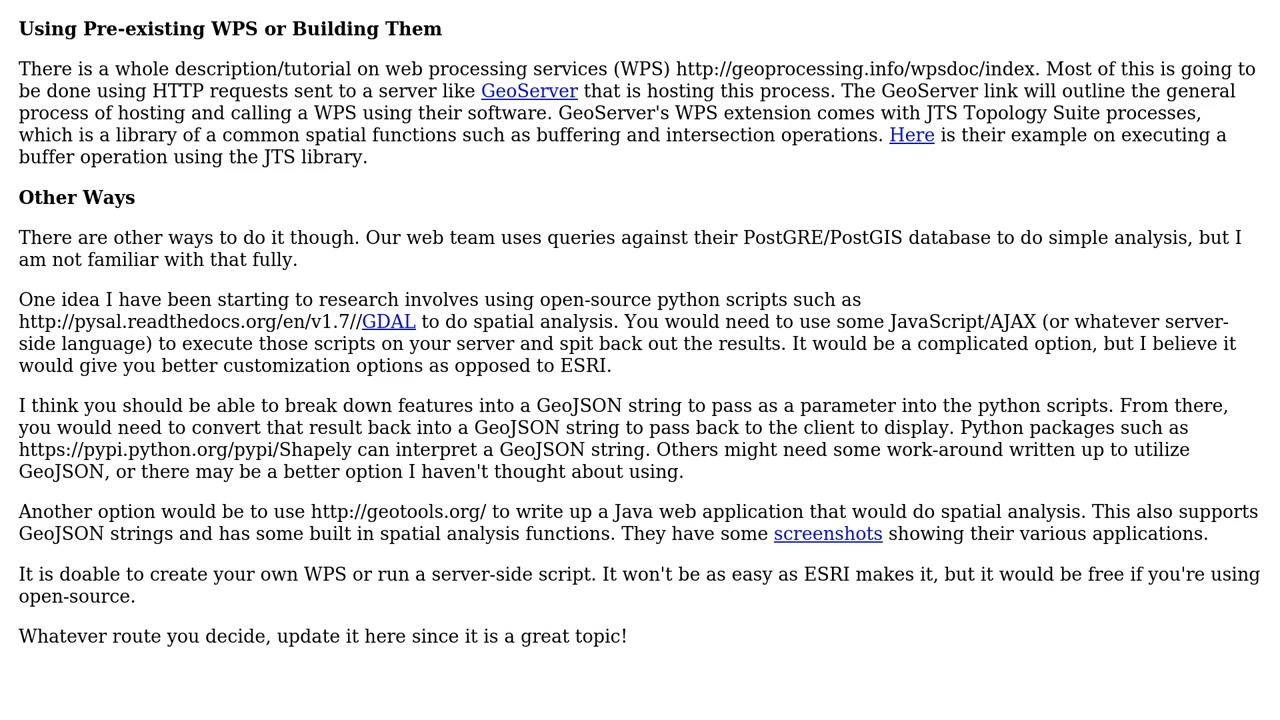 Using Pre-existing WPS or Building Them
There is a whole description/tutorial on web processing services (WPS) http://geoprocessing.info/wpsdoc/index. Most of this is going to
be done using HTTP requests sent to a server like GeoServer that is hosting this process. The GeoServer link will outline the general
process of hosting and calling a WPS using their software. GeoServer's WPS extension comes with JTS Topology Suite processes,
which is a library of a common spatial functions such as buffering and intersection operations. Here is their example on executing a
buffer operation using the JTS library.
Other Ways
There are other ways to do it though. Our web team uses queries against their PostGRE/PostGIS database to do simple analysis, but I
am not familiar with that fully.
One idea I have been starting to research involves using open-source python scripts such as
http://pysal.readthedocs.org/en/v1.7//GDAL to do spatial analysis. You would need to use some JavaScript/AJAX (or whatever server-
side language) to execute those scripts on your server and spit back out the results. It would be a complicated option, but I believe it
would give you better customization options as opposed to ESRI.
I think you should be able to break down features into a GeoJSON string to pass as a parameter into the python scripts. From there,
you would need to convert that result back into a GeoJSON string to pass back to the client to display. Python packages such as
https://pypi.python.org/pypi/Shapely can interpret a GeoJSON string. Others might need some work-around written up to utilize
GeoJSON, or there may be a better option I haven't thought about using.
Another option would be to use http://geotools.org/ to write up a Java web application that would do spatial analysis. This also supports
GeoJSON strings and has some built in spatial analysis functions. They have some screenshots showing their various applications.
It is doable to create your own WPS or run a server-side script. It won't be as easy as ESRI makes it, but it would be free if you're using
open-source.
Whatever route you decide, update it here since it is a great topic!